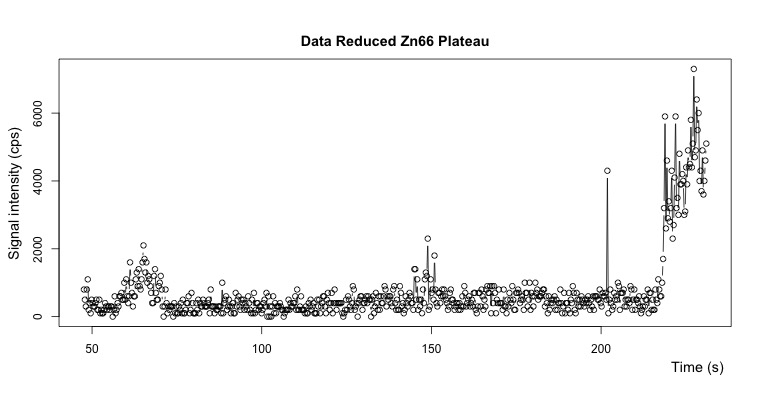 Data Reduced Zn66 Plateau
Signal intensity (cps)
6000
4000
2000
0
50 100 150 200
Time (s)